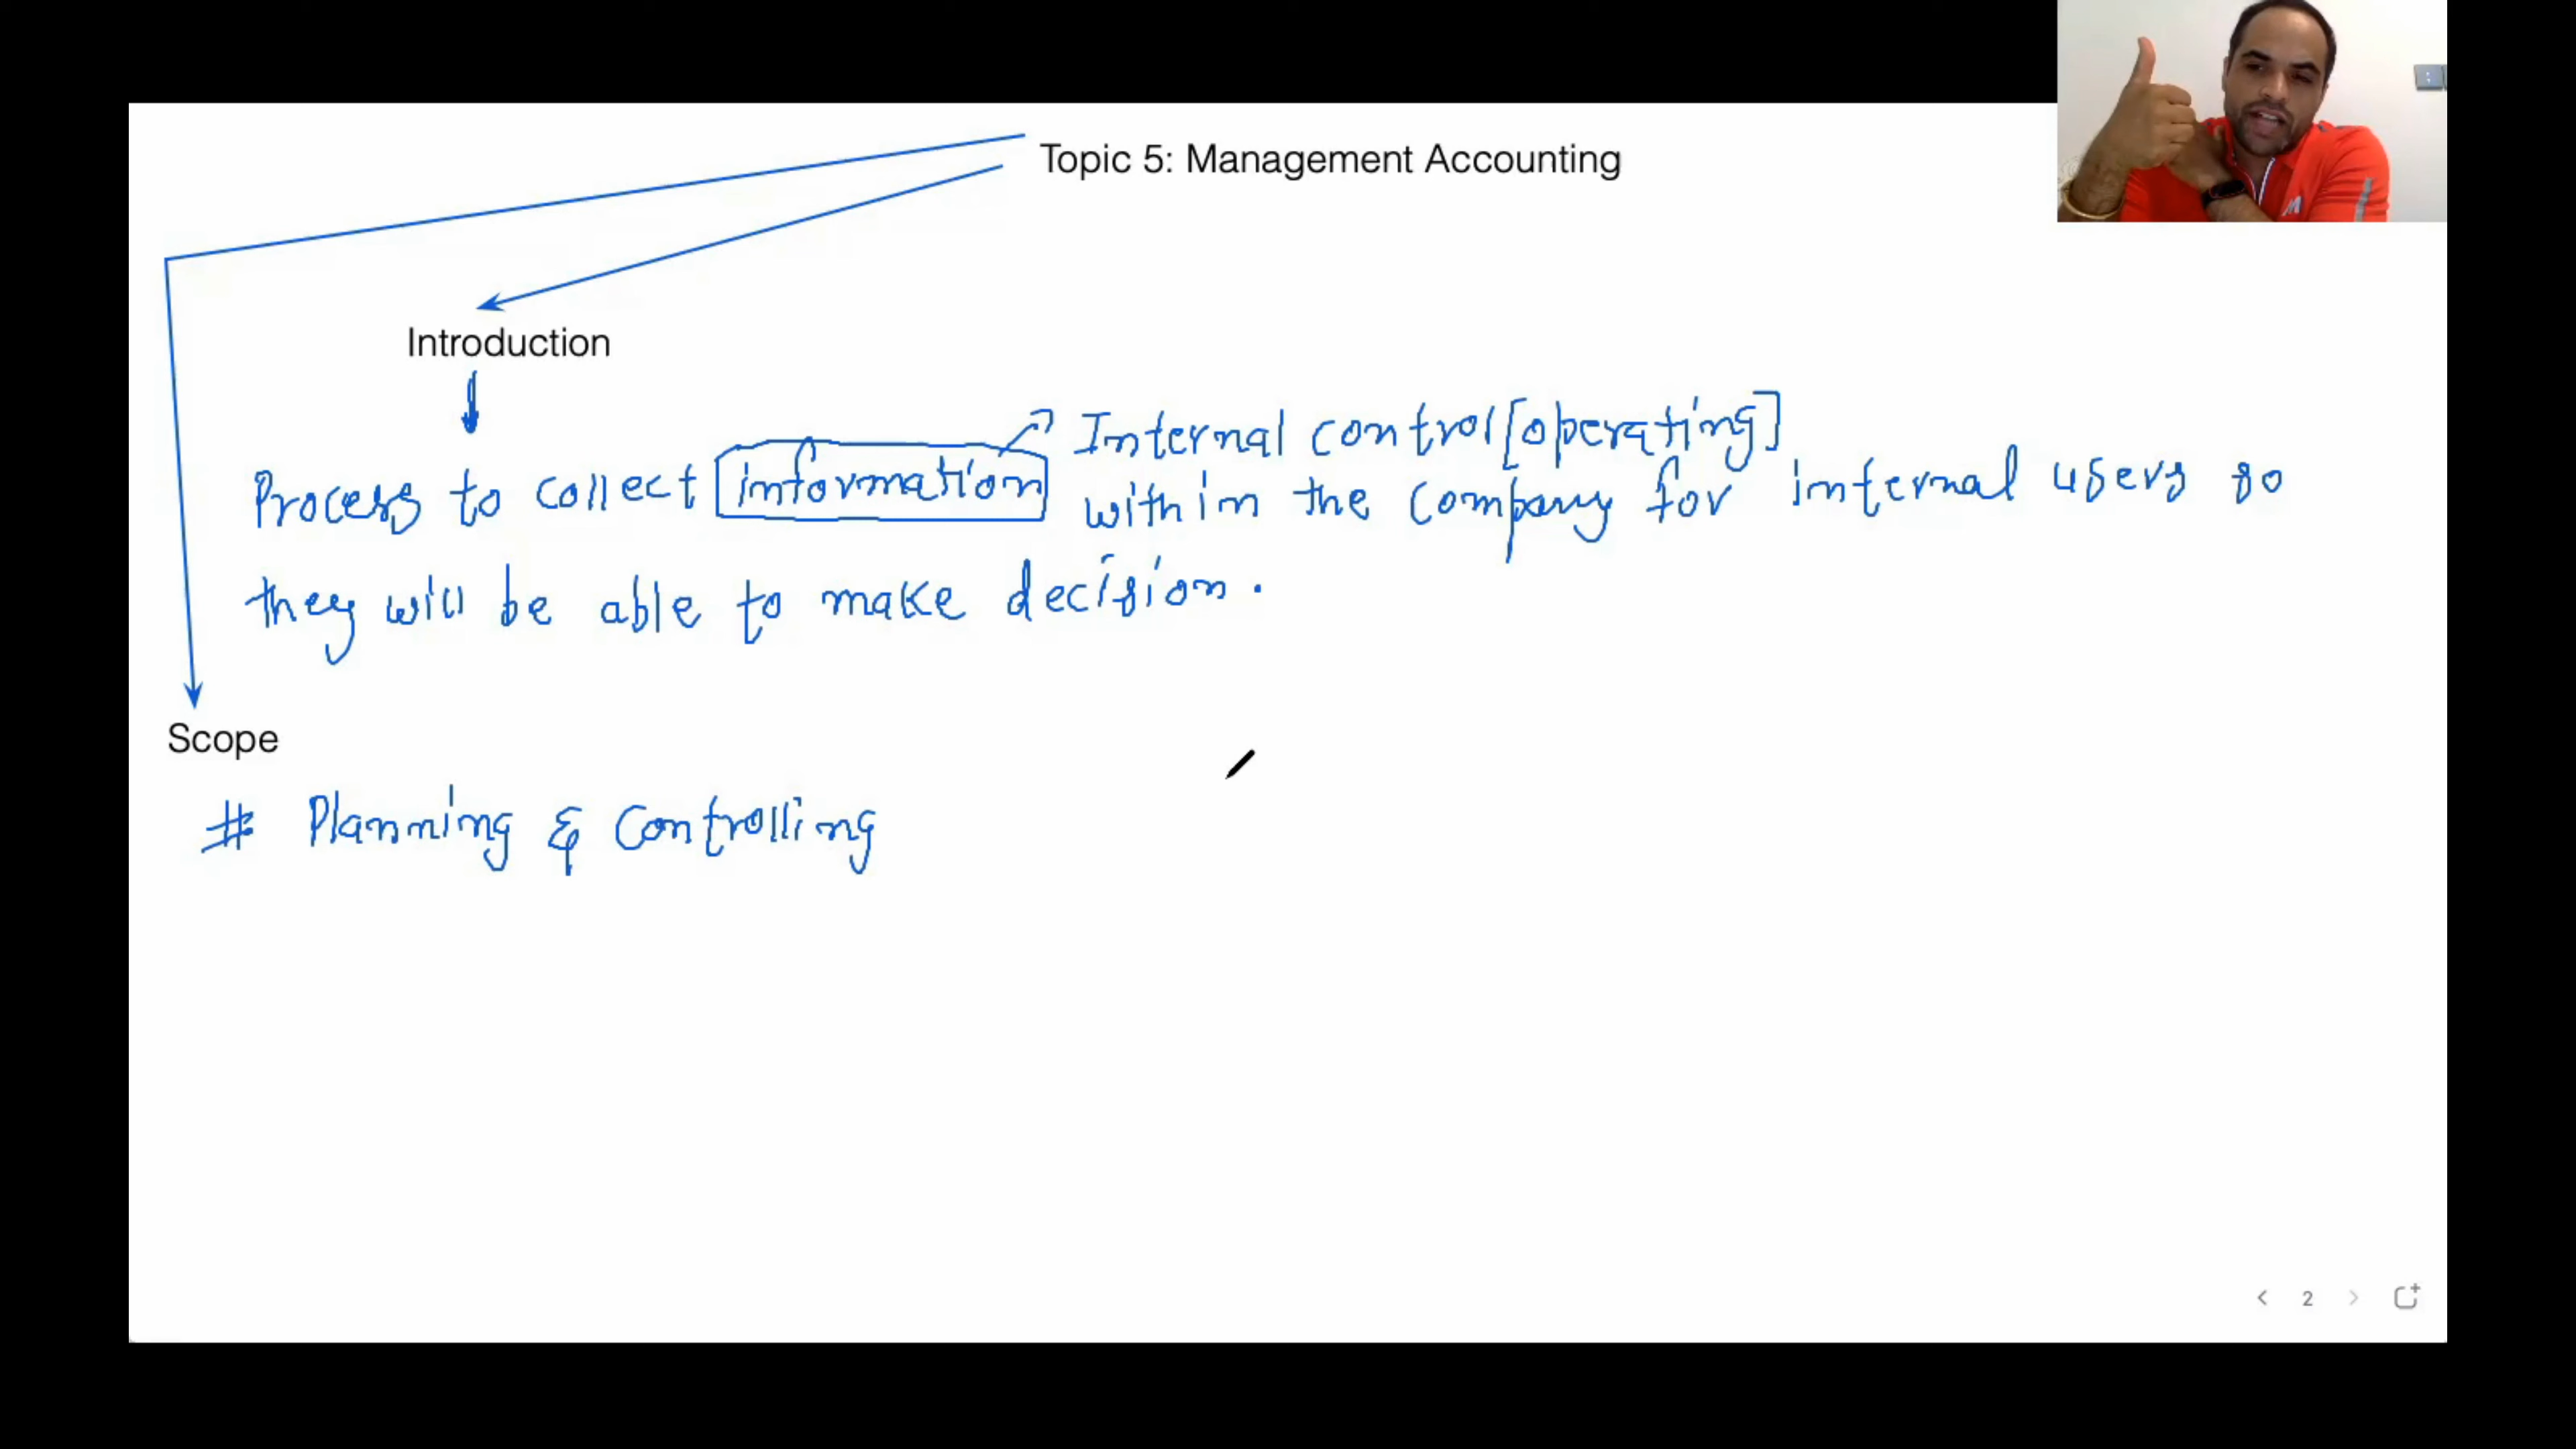 Topic 5: Management Accounting
Introduction
Internal control [operating]
Process to collect information within the company for internal users so
they will be able to make decision.
Scope
# Planning & Controlling
2